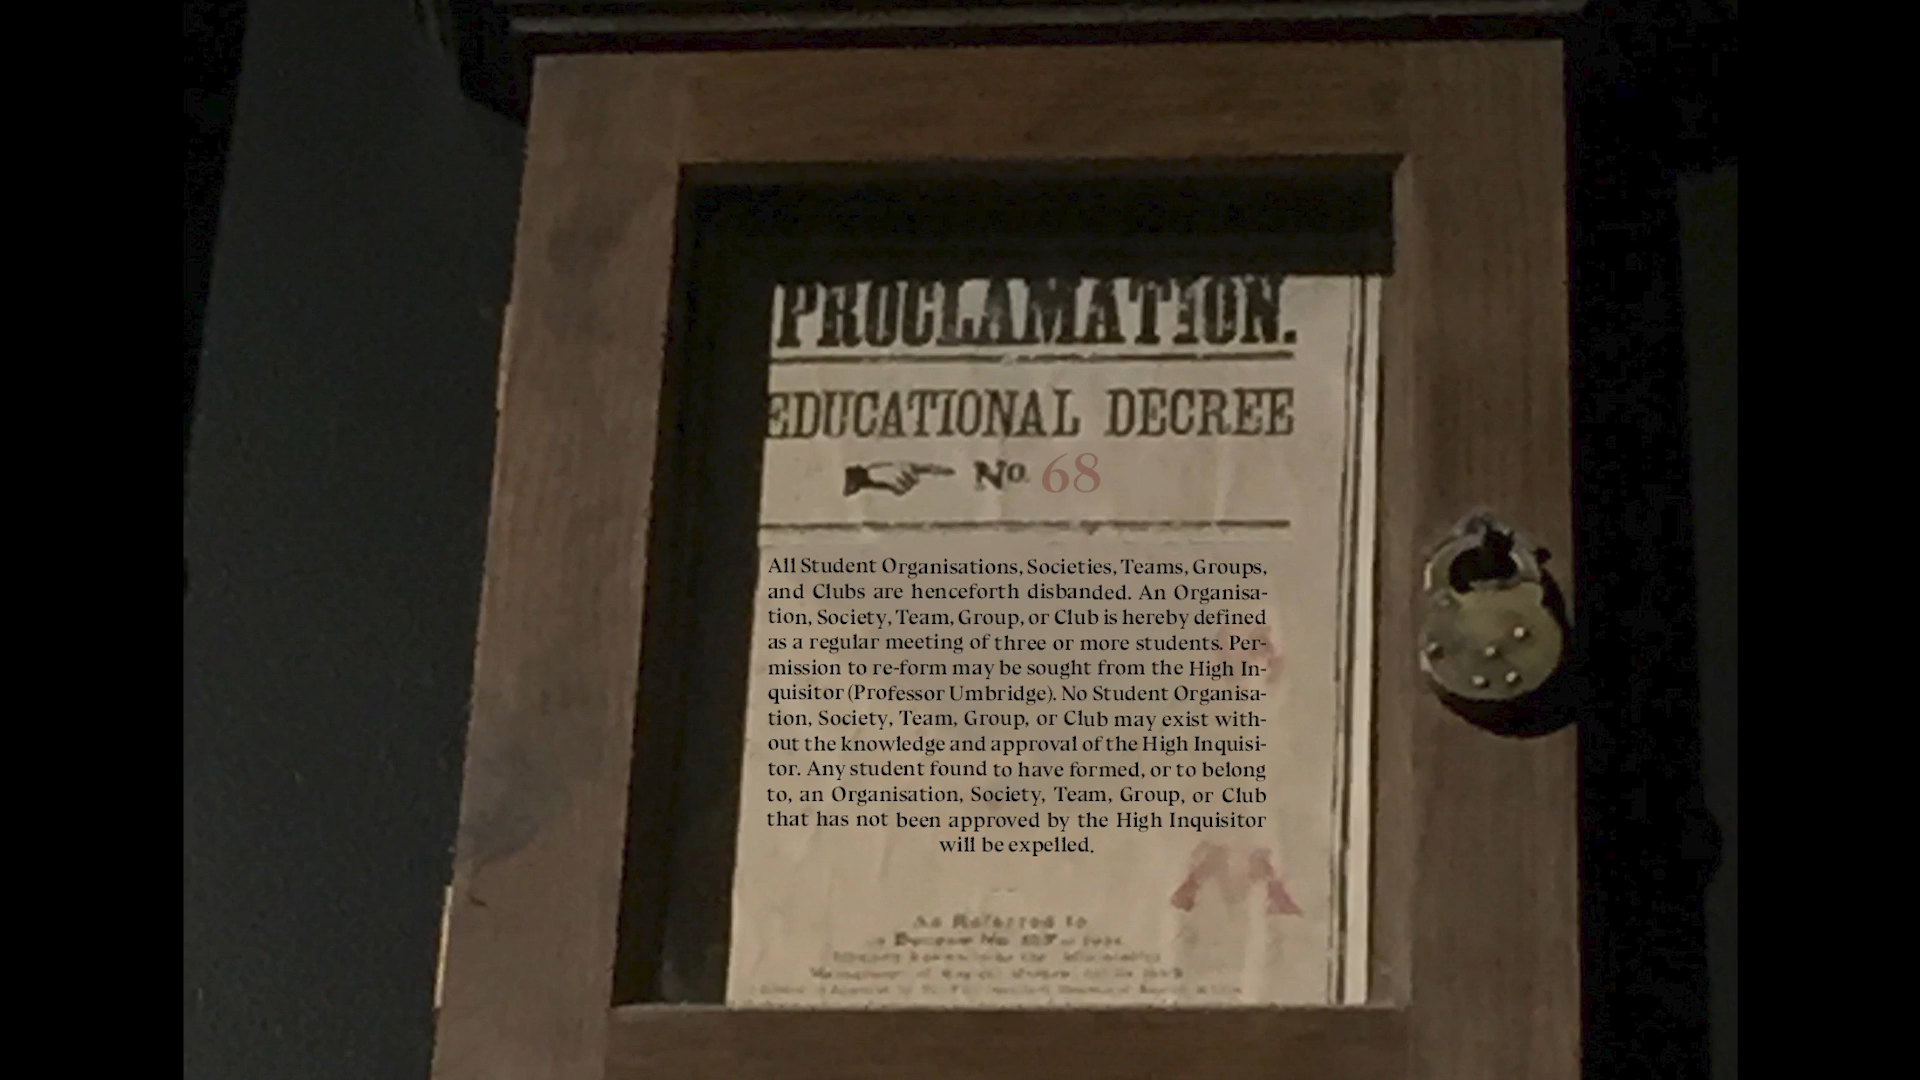 PROCLAMATION.
EDUCATIONAL DECREE
No. 68
All Student Organisations, Societies, Teams, Groups,
and Clubs are henceforth disbanded. An Organisa-
tion, Society, Team, Group, or Club is hereby defined
as a regular meeting of three or more students. Per-
mission to re-form may be sought from the High In-
quisitor (Professor Umbridge). No Student Organisa-
tion, Society, Team, Group, or Club may exist with-
out the knowledge and approval of the High Inquisi-
tor. Any student found to have formed, or to belong
to, an Organisation, Society, Team, Group, or Club
that has not been approved by the High Inquisitor
will be expelled.
As Referred to
Decree No.